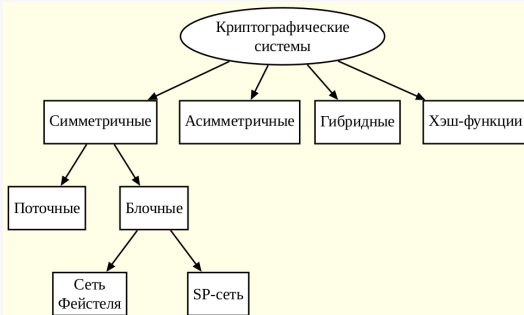 Криптографические
системы
Симметричные
Асимметричные
Гибридные
Хэш-функции
Поточные
Блочные
Сеть
Фейстеля
SP-сеть